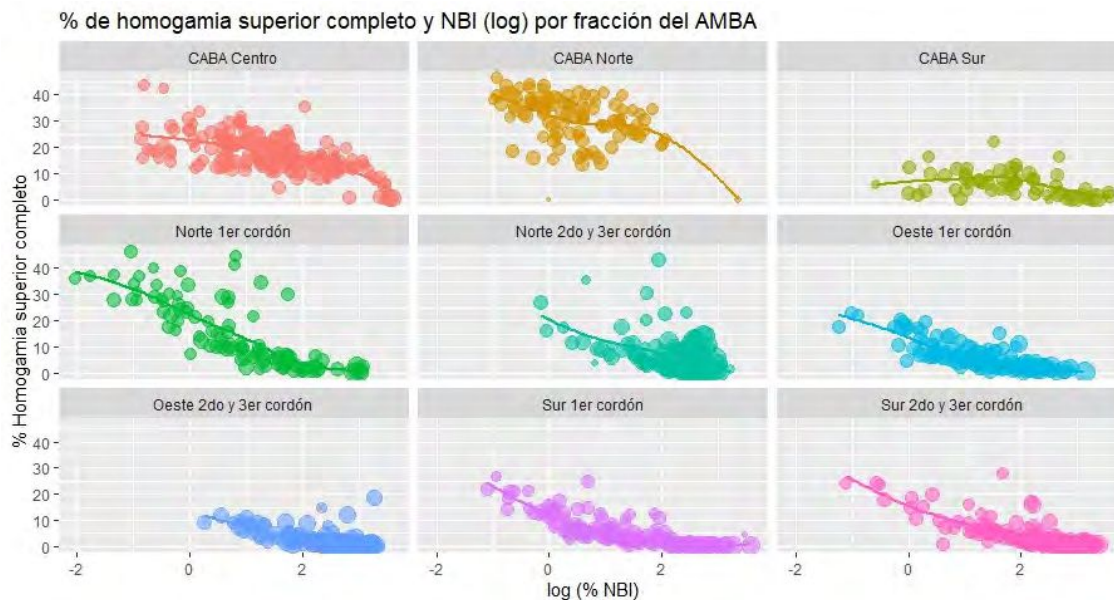 % de homogamia superior completo y NBI (log) por fracción del AMBA
CABA Centro
CABA Norte
CABA Sur
40
30
20
10
0
Norte 1er cordón
Norte 2do y 3er cordón
Oeste 1er cordón
40
30
20
10
0
Oeste 2do y 3er cordón
Sur 1er cordón
Sur 2do y 3er cordón
40
30
20
10
0
% Homogamia superior completo
-2 0 2 -2 0 2 -2 0 2
log (% NBI)